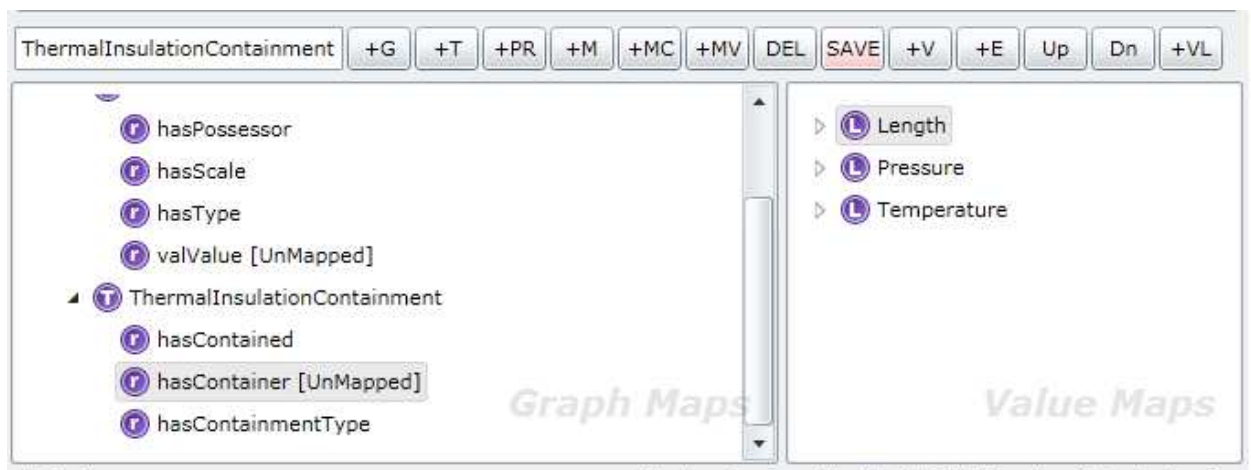 ThermalInsulationContainment +G +T +PR +M +MC +MV DEL SAVE +V +E Up Dn +VL
hasPossessor
hasScale
hasType
valValue [UnMapped]
ThermalInsulationContainment
hasContained
hasContainer [UnMapped]
hasContainmentType
Graph Maps
Length
Pressure
Temperature
Value Maps